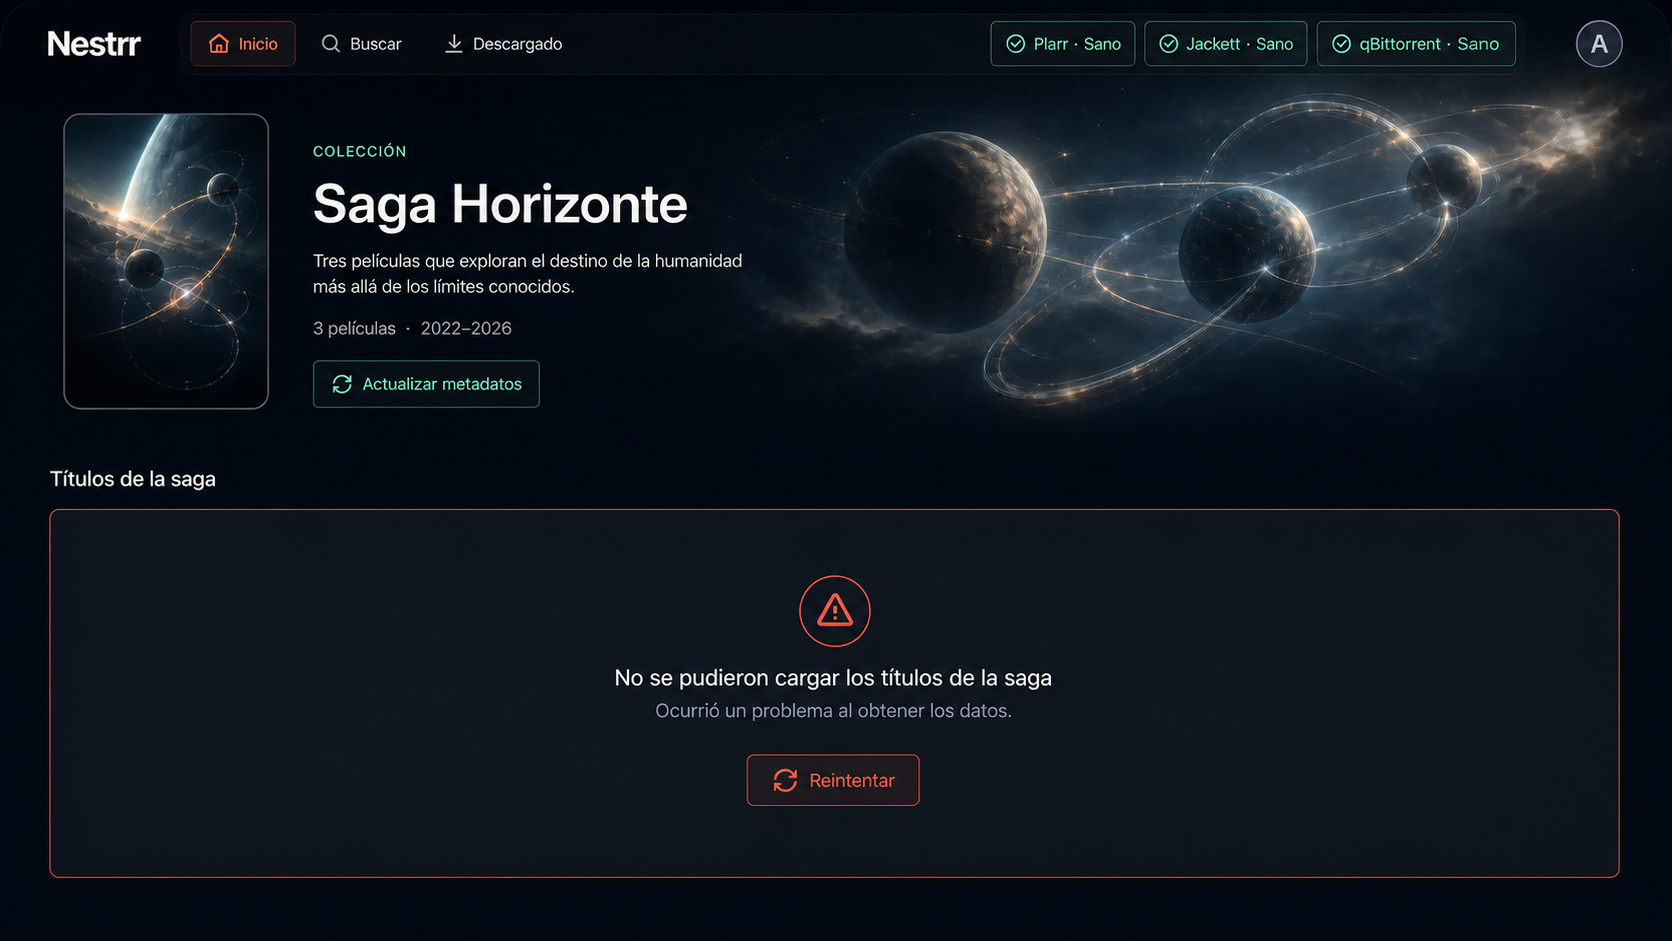 Nestrr
Inicio
Buscar
Descargado
Plarr · Sano
Jackett · Sano
qBittorrent · Sano
A
COLECCIÓN
Saga Horizonte
Tres películas que exploran el destino de la humanidad
más allá de los límites conocidos.
3 películas · 2022–2026
Actualizar metadatos
Títulos de la saga
No se pudieron cargar los títulos de la saga
Ocurrió un problema al obtener los datos.
Reintentar